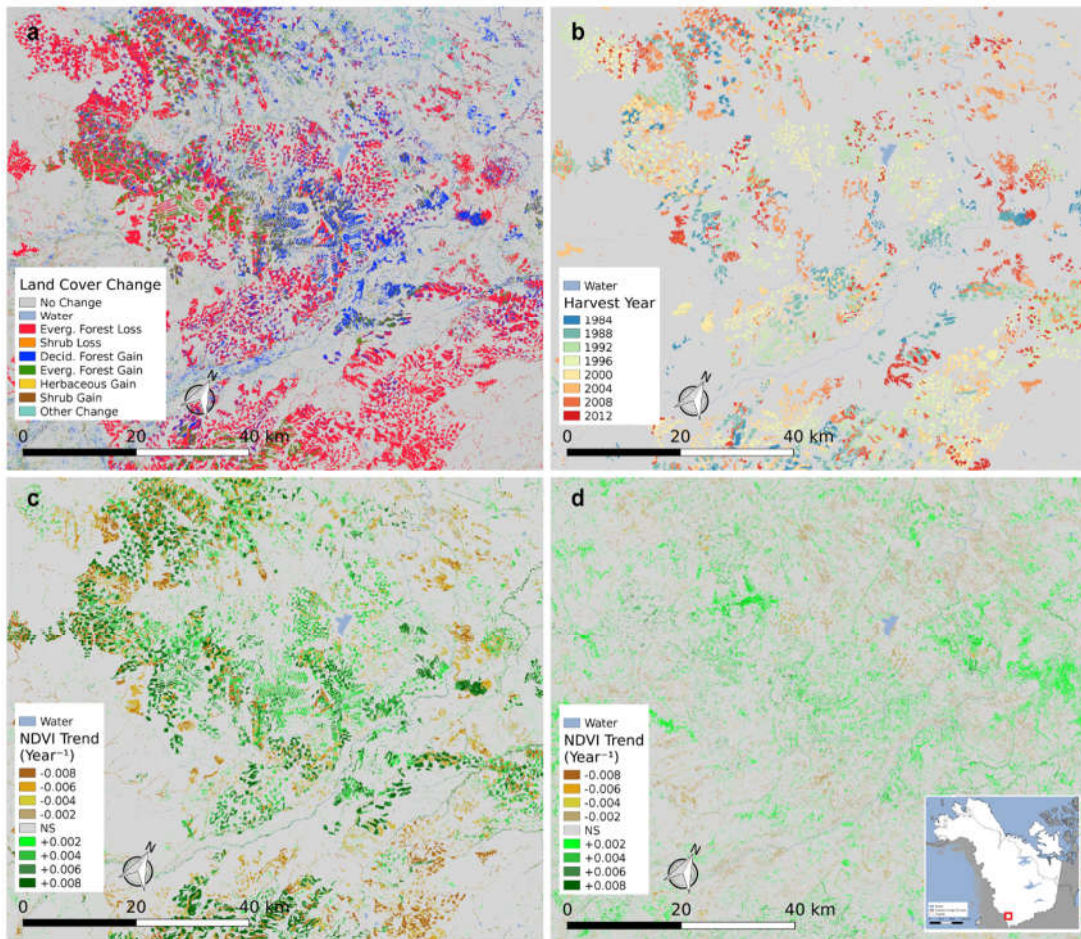 a
Land Cover Change
No Change
Water
Everg. Forest Loss
Shrub Loss
Decid. Forest Gain
Everg. Forest Gain
Herbaceous Gain
Shrub Gain
Other Change
N
0 20 40 km
b
Water
Harvest Year
1984
1988
1992
1996
2000
2004
2008
2012
N
0 20 40 km
c
Water
NDVI Trend
(Year⁻¹)
-0.008
-0.006
-0.004
-0.002
NS
+0.002
+0.004
+0.006
+0.008
N
0 20 40 km
d
Water
NDVI Trend
(Year⁻¹)
-0.008
-0.006
-0.004
-0.002
NS
+0.002
+0.004
+0.006
+0.008
N
0 20 40 km